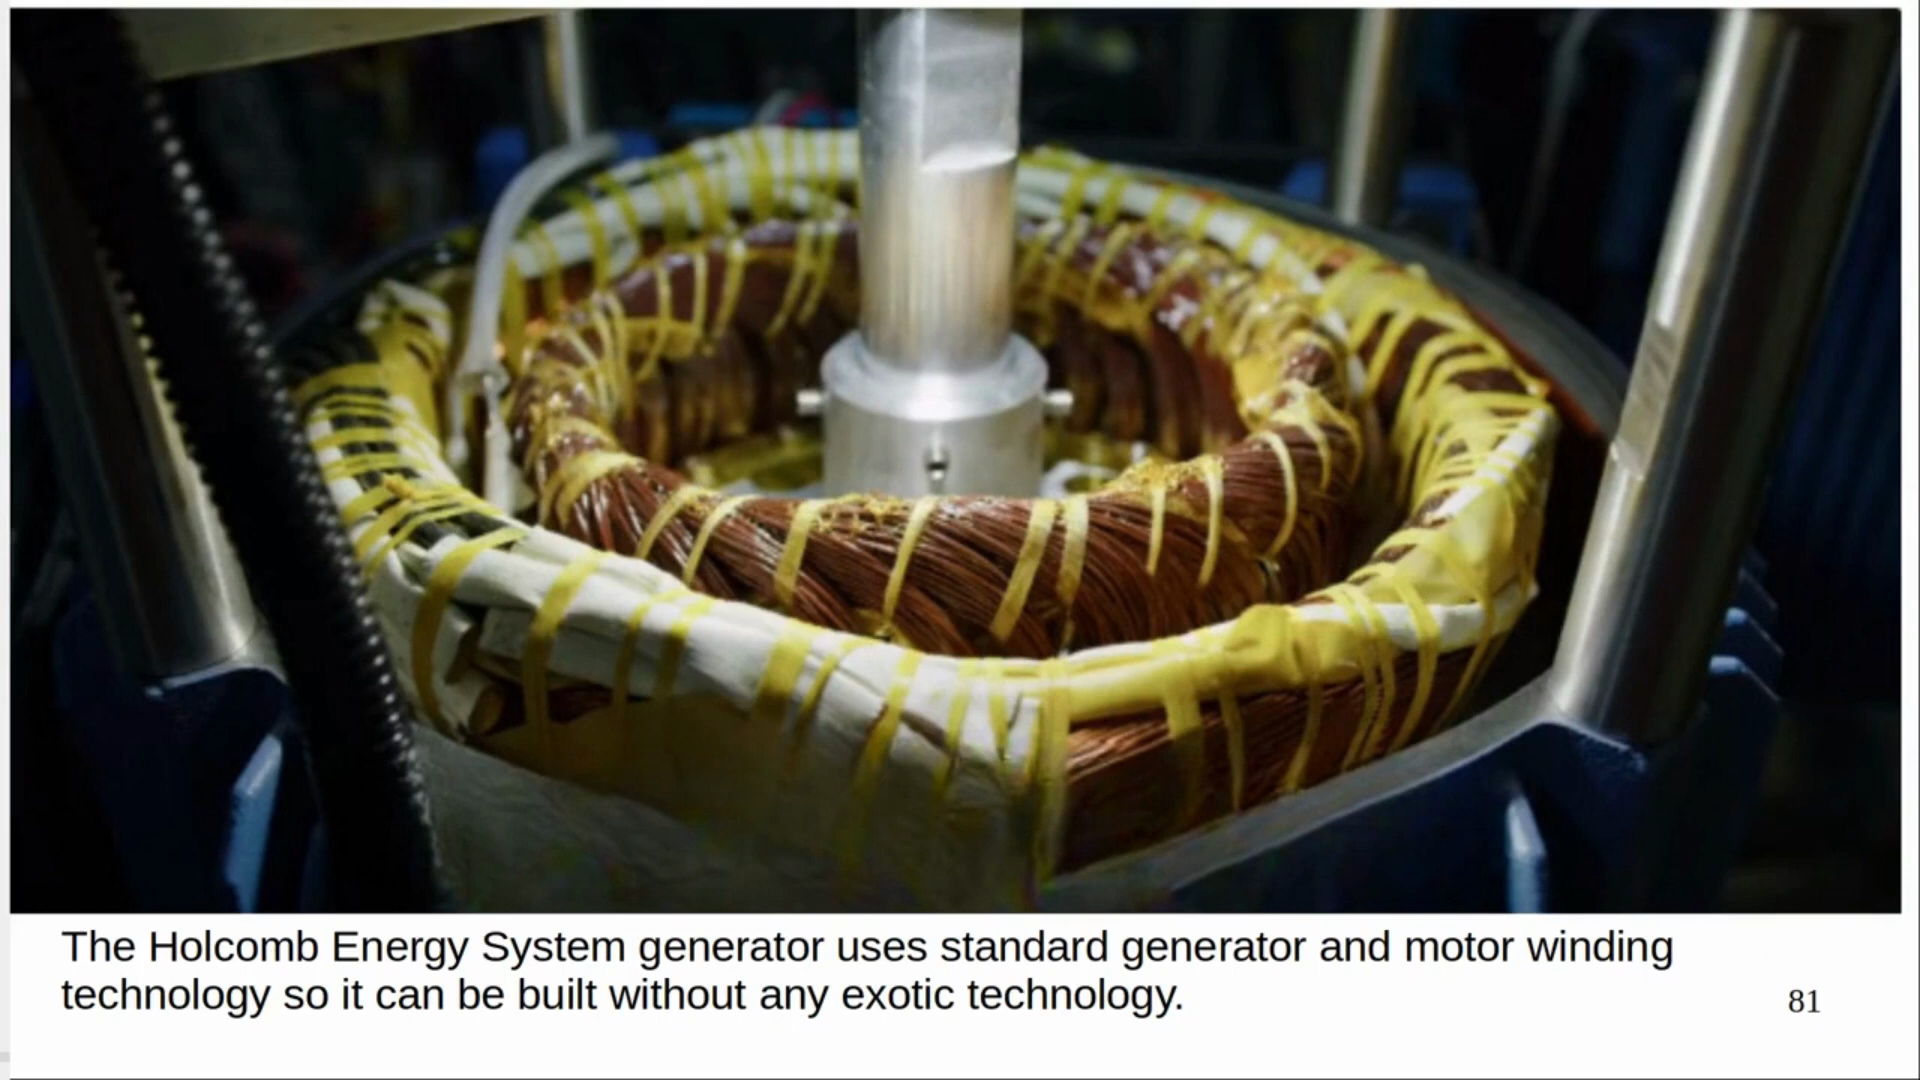 The Holcomb Energy System generator uses standard generator and motor winding
technology so it can be built without any exotic technology.
81